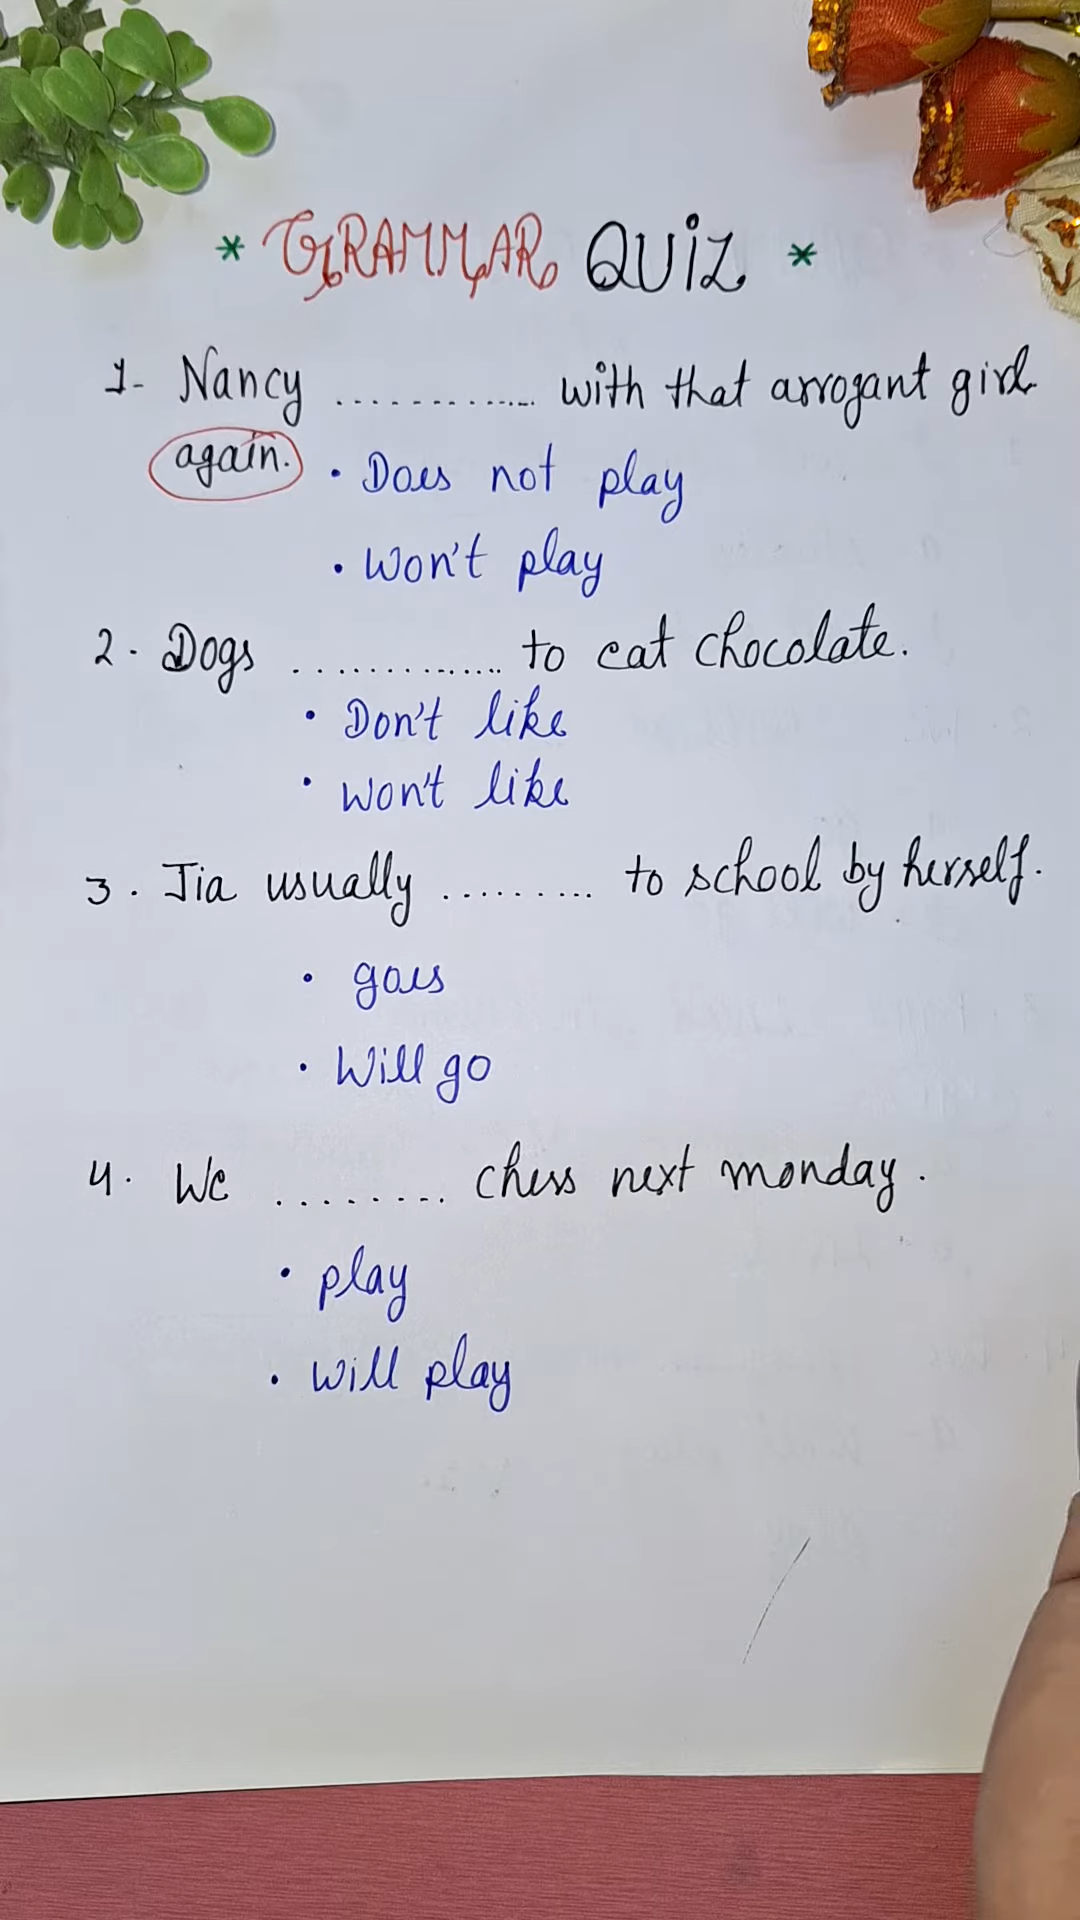 * GRAMMAR QUIZ *
1- Nancy ............. with that arrogant girl
again. • Does not play
• Won't play
2. Dogs ............. to eat chocolate.
• Don't like
• Won't like
3. Jia usually ......... to school by herself.
• goes
• Will go
4. We ........ chess next monday.
• play
• will play